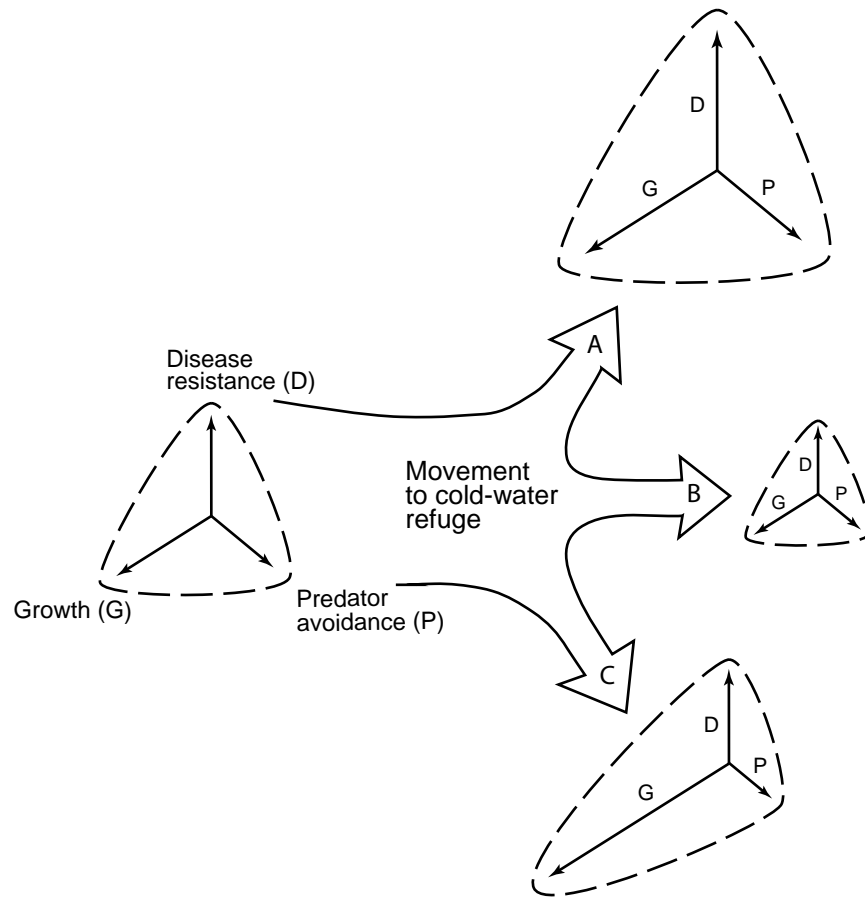 D
G
P
A
Disease
resistance (D)
Movement
to cold-water
refuge
B
D
G
P
Growth (G)
Predator
avoidance (P)
C
D
P
G